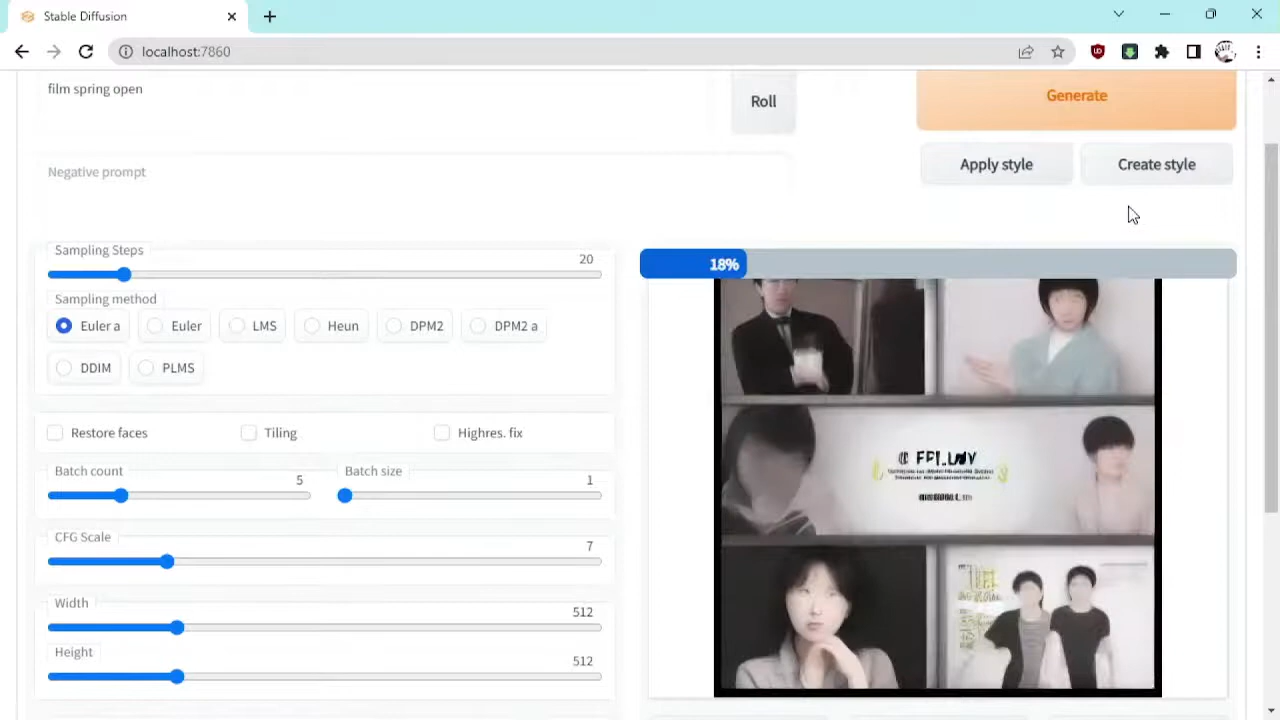 Stable Diffusion
localhost:7860
film spring open
Roll
Generate
Negative prompt
Apply style
Create style
Sampling Steps
20
18%
Sampling method
Euler a
Euler
LMS
Heun
DPM2
DPM2 a
DDIM
PLMS
Restore faces
Tiling
Highres. fix
Batch count
5
Batch size
1
CFG Scale
7
Width
512
Height
512